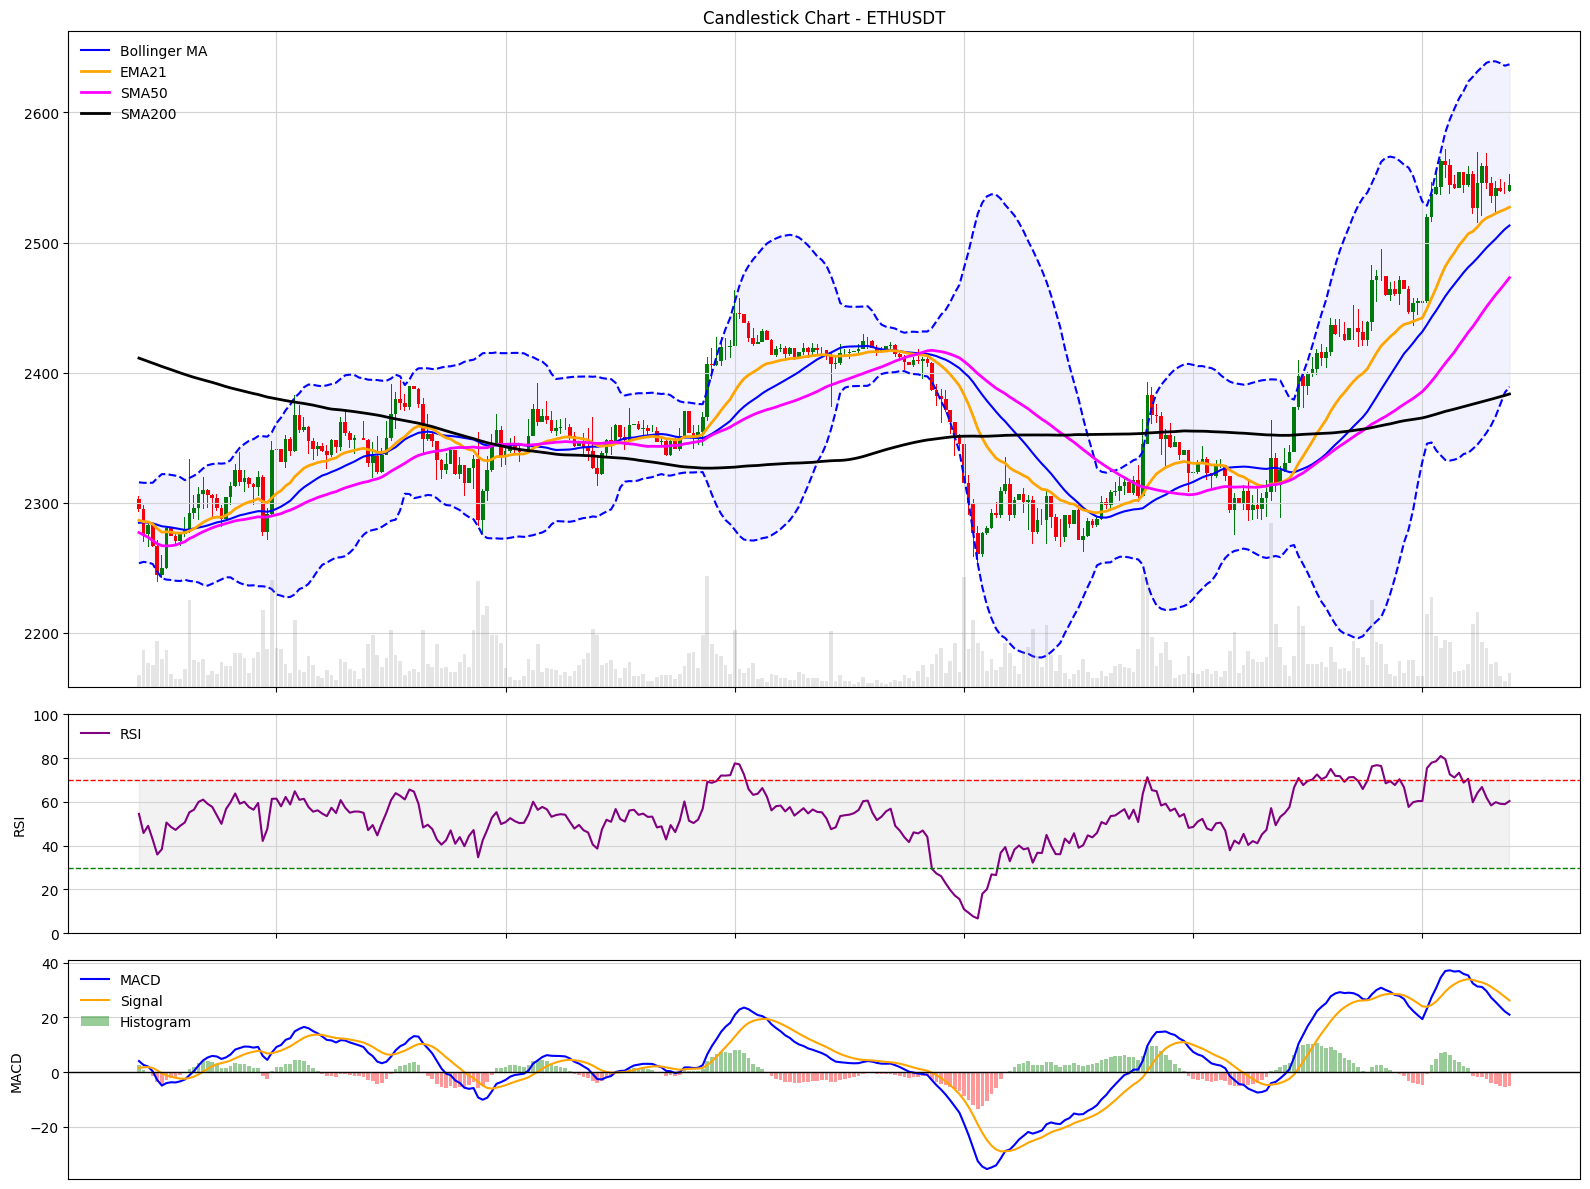 Candlestick Chart - ETHUSDT
Bollinger MA
EMA21
SMA50
SMA200
2600
2500
2400
2300
2200
100
80
60
40
20
0
RSI
RSI
40
20
0
−20
MACD
MACD
Signal
Histogram